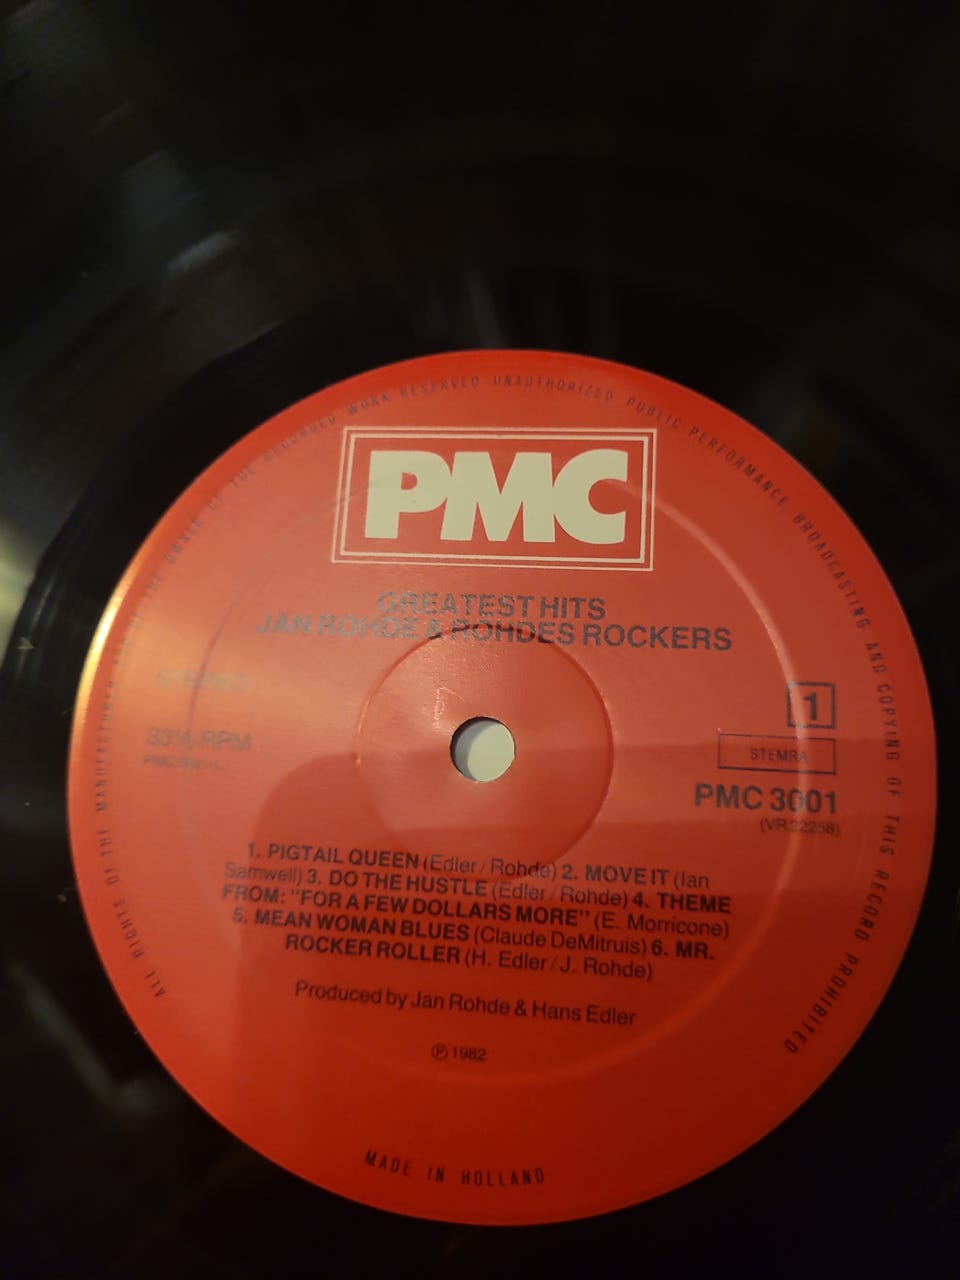 ALL RIGHTS OF THE MANUFACTURER AND OF THE OWNER OF THE RECORDED WORK RESERVED UNAUTHORIZED PUBLIC PERFORMANCE BROADCASTING AND COPYING OF THIS RECORD PROHIBITED
PMC
GREATEST HITS
JAN ROHDE & ROHDES ROCKERS
STEREO
1
33⅓ RPM
STEMRA
PMC 3001
(VR 22258)
1. PIGTAIL QUEEN (Edler / Rohde) 2. MOVE IT (Ian
Samwell) 3. DO THE HUSTLE (Edler / Rohde) 4. THEME
FROM: "FOR A FEW DOLLARS MORE" (E. Morricone)
5. MEAN WOMAN BLUES (Claude DeMitruis) 6. MR.
ROCKER ROLLER (H. Edler / J. Rohde)
Produced by Jan Rohde & Hans Edler
℗ 1982
MADE IN HOLLAND